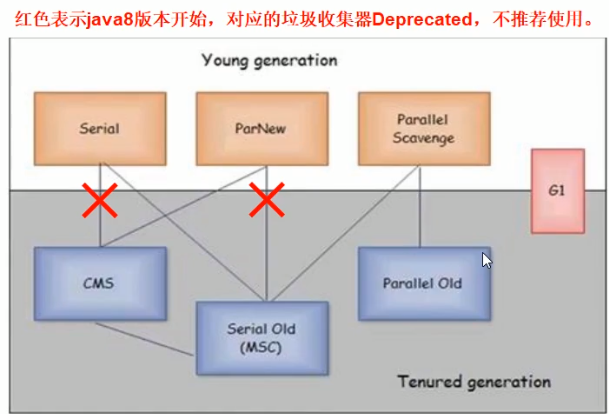 红色表示java8版本开始，对应的垃圾收集器Deprecated，不推荐使用。
Young generation
Serial
ParNew
Parallel
Scavenge
G1
CMS
Serial Old
(MSC)
Parallel Old
Tenured generation